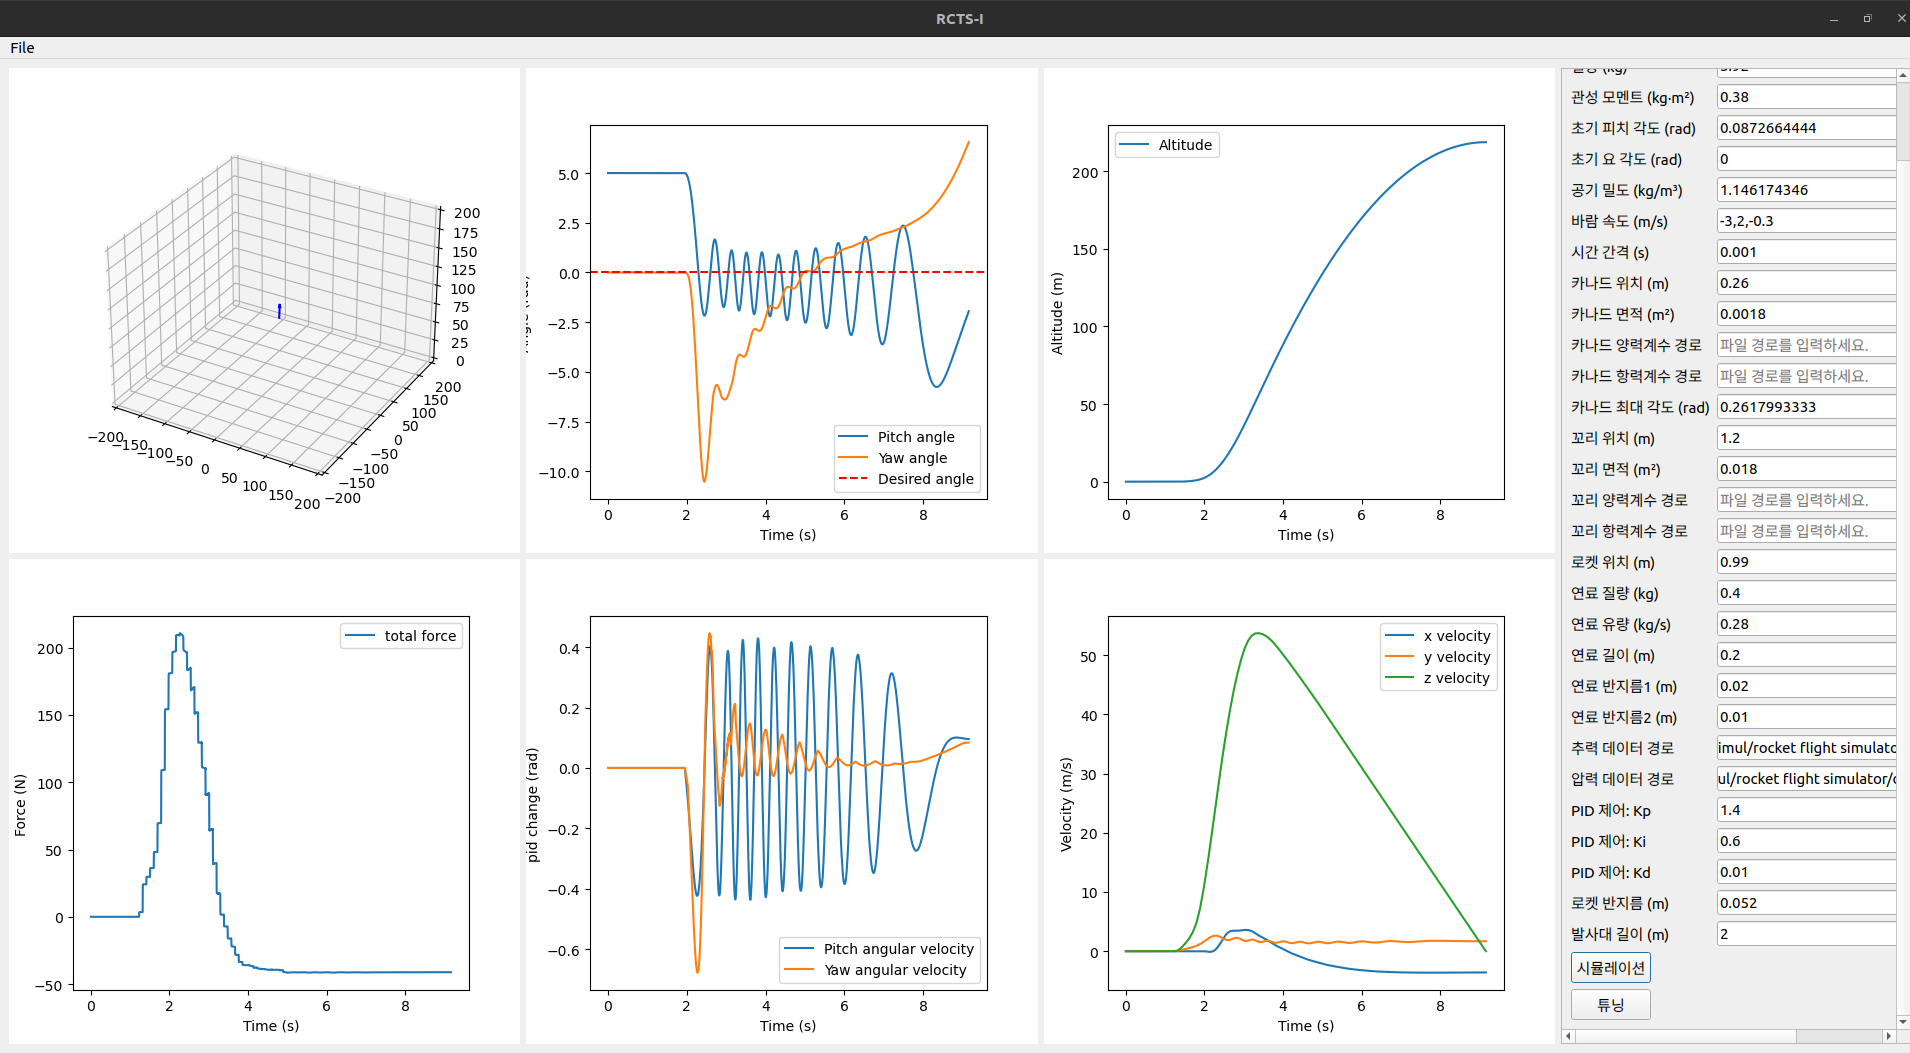 RCTS-I
File
200
175
150
125
100
75
50
25
0
200
150
100
50
0
−50
−100
−150
−200
−200
−150
−100
−50
0
50
100
150
200
5.0
2.5
0.0
−2.5
−5.0
−7.5
−10.0
Pitch angle
Yaw angle
Desired angle
0 2 4 6 8
Time (s)
Altitude
Altitude (m)
200
150
100
50
0
0 2 4 6 8
Time (s)
total force
Force (N)
200
150
100
50
0
−50
0 2 4 6 8
Time (s)
pid change (rad)
0.4
0.2
0.0
−0.2
−0.4
−0.6
Pitch angular velocity
Yaw angular velocity
0 2 4 6 8
Time (s)
x velocity
y velocity
z velocity
Velocity (m/s)
50
40
30
20
10
0
0 2 4 6 8
Time (s)
관성 모멘트 (kg·m²) 0.38
초기 피치 각도 (rad) 0.0872664444
초기 요 각도 (rad) 0
공기 밀도 (kg/m³) 1.146174346
바람 속도 (m/s) -3,2,-0.3
시간 간격 (s) 0.001
카나드 위치 (m) 0.26
카나드 면적 (m²) 0.0018
카나드 양력계수 경로 파일 경로를 입력하세요.
카나드 항력계수 경로 파일 경로를 입력하세요.
카나드 최대 각도 (rad) 0.2617993333
꼬리 위치 (m) 1.2
꼬리 면적 (m²) 0.018
꼬리 양력계수 경로 파일 경로를 입력하세요.
꼬리 항력계수 경로 파일 경로를 입력하세요.
로켓 위치 (m) 0.99
연료 질량 (kg) 0.4
연료 유량 (kg/s) 0.28
연료 길이 (m) 0.2
연료 반지름1 (m) 0.02
연료 반지름2 (m) 0.01
추력 데이터 경로 imul/rocket flight simulato
압력 데이터 경로 ul/rocket flight simulator/
PID 제어: Kp 1.4
PID 제어: Ki 0.6
PID 제어: Kd 0.01
로켓 반지름 (m) 0.052
발사대 길이 (m) 2
시뮬레이션
튜닝